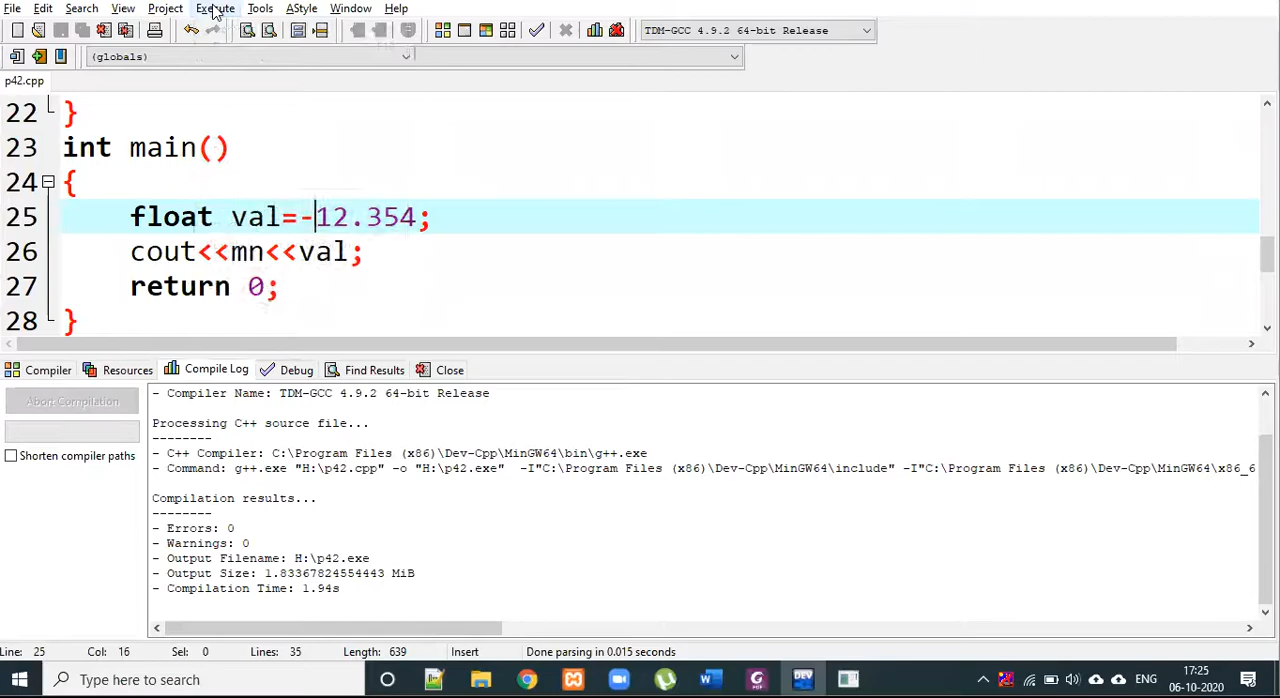 File Edit Search View Project Execute Tools AStyle Window Help
TDM-GCC 4.9.2 64-bit Release
(globals)
p42.cpp
22 }
23 int main()
24 {
25 float val=-12.354;
26 cout<<mn<<val;
27 return 0;
28 }
Compiler Resources Compile Log Debug Find Results Close
Abort Compilation
Shorten compiler paths
- Compiler Name: TDM-GCC 4.9.2 64-bit Release
Processing C++ source file...
--------
- C++ Compiler: C:\Program Files (x86)\Dev-Cpp\MinGW64\bin\g++.exe
- Command: g++.exe "H:\p42.cpp" -o "H:\p42.exe" -I"C:\Program Files (x86)\Dev-Cpp\MinGW64\include" -I"C:\Program Files (x86)\Dev-Cpp\MinGW64\x86_6
Compilation results...
--------
- Errors: 0
- Warnings: 0
- Output Filename: H:\p42.exe
- Output Size: 1.83367824554443 MiB
- Compilation Time: 1.94s
Line: 25 Col: 16 Sel: 0 Lines: 35 Length: 639 Insert Done parsing in 0.015 seconds
Type here to search
ENG
17:25
06-10-2020